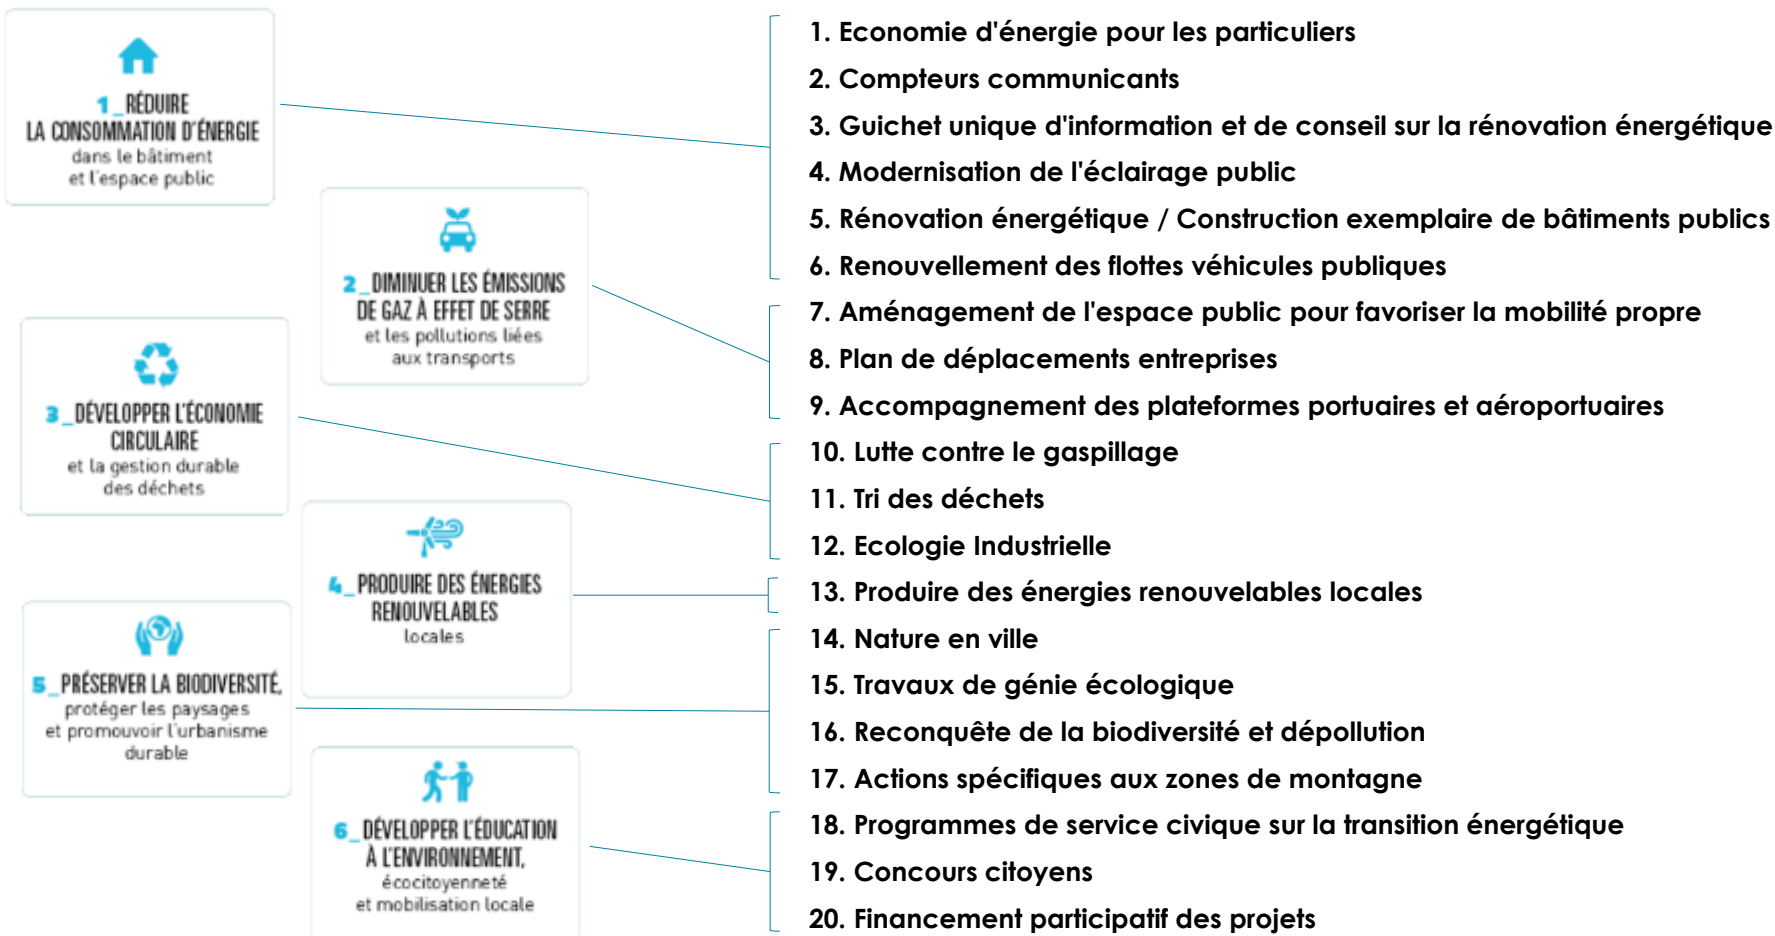 1_RÉDUIRE
LA CONSOMMATION D'ÉNERGIE
dans le bâtiment
et l'espace public
2_DIMINUER LES ÉMISSIONS
DE GAZ À EFFET DE SERRE
et les pollutions liées
aux transports
3_DÉVELOPPER L'ÉCONOMIE
CIRCULAIRE
et la gestion durable
des déchets
4_PRODUIRE DES ÉNERGIES
RENOUVELABLES
locales
5_PRÉSERVER LA BIODIVERSITÉ,
protéger les paysages
et promouvoir l'urbanisme
durable
6_DÉVELOPPER L'ÉDUCATION
À L'ENVIRONNEMENT,
écocitoyenneté
et mobilisation locale
1. Economie d'énergie pour les particuliers
2. Compteurs communicants
3. Guichet unique d'information et de conseil sur la rénovation énergétique
4. Modernisation de l'éclairage public
5. Rénovation énergétique / Construction exemplaire de bâtiments publics
6. Renouvellement des flottes véhicules publiques
7. Aménagement de l'espace public pour favoriser la mobilité propre
8. Plan de déplacements entreprises
9. Accompagnement des plateformes portuaires et aéroportuaires
10. Lutte contre le gaspillage
11. Tri des déchets
12. Ecologie Industrielle
13. Produire des énergies renouvelables locales
14. Nature en ville
15. Travaux de génie écologique
16. Reconquête de la biodiversité et dépollution
17. Actions spécifiques aux zones de montagne
18. Programmes de service civique sur la transition énergétique
19. Concours citoyens
20. Financement participatif des projets